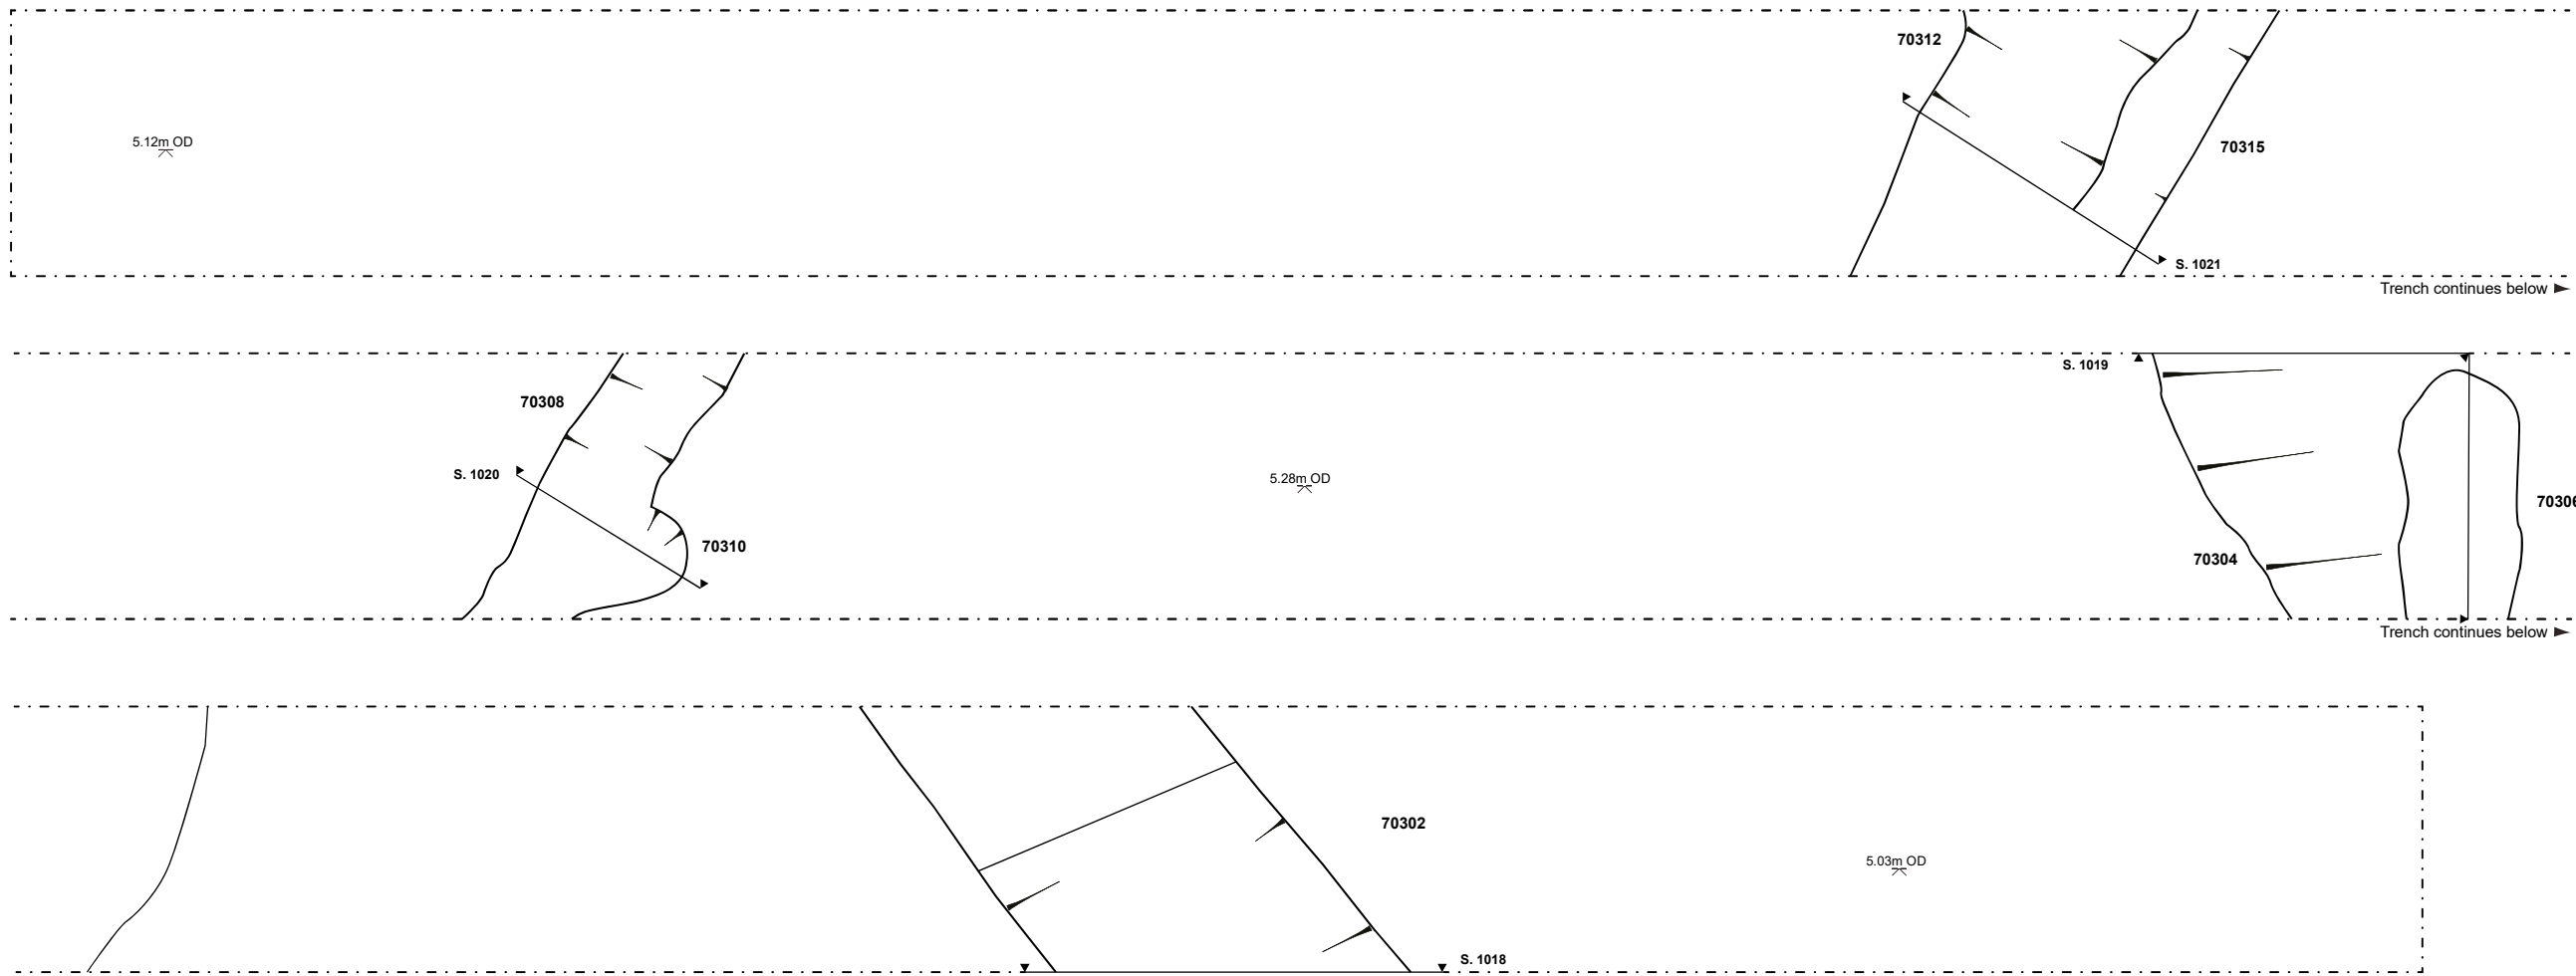 70312
5.12m OD
70315
S. 1021
Trench continues below
S. 1019
70308
S. 1020
5.28m OD
70306
70310
70304
Trench continues below
70302
5.03m OD
S. 1018